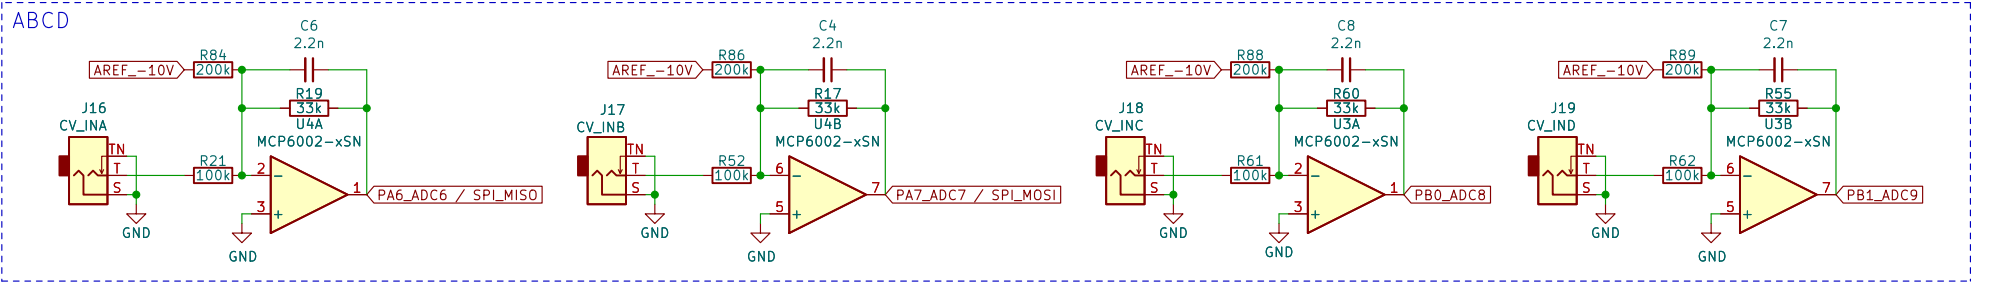 ABCD
C6
2.2n
R84
AREF_-10V
200k
R19
33k
J16
CV_INA
U4A
MCP6002-xSN
TN
T
S
R21
100k
2
−
1
PA6_ADC6 / SPI_MISO
3
+
GND
GND
C4
2.2n
R86
AREF_-10V
200k
R17
33k
J17
CV_INB
U4B
MCP6002-xSN
TN
T
S
R52
100k
6
−
7
PA7_ADC7 / SPI_MOSI
5
+
GND
GND
C8
2.2n
R88
AREF_-10V
200k
R60
33k
J18
CV_INC
U3A
MCP6002-xSN
TN
T
S
R61
100k
2
−
1
PB0_ADC8
3
+
GND
GND
C7
2.2n
R89
AREF_-10V
200k
R55
33k
J19
CV_IND
U3B
MCP6002-xSN
TN
T
S
R62
100k
6
−
7
PB1_ADC9
5
+
GND
GND